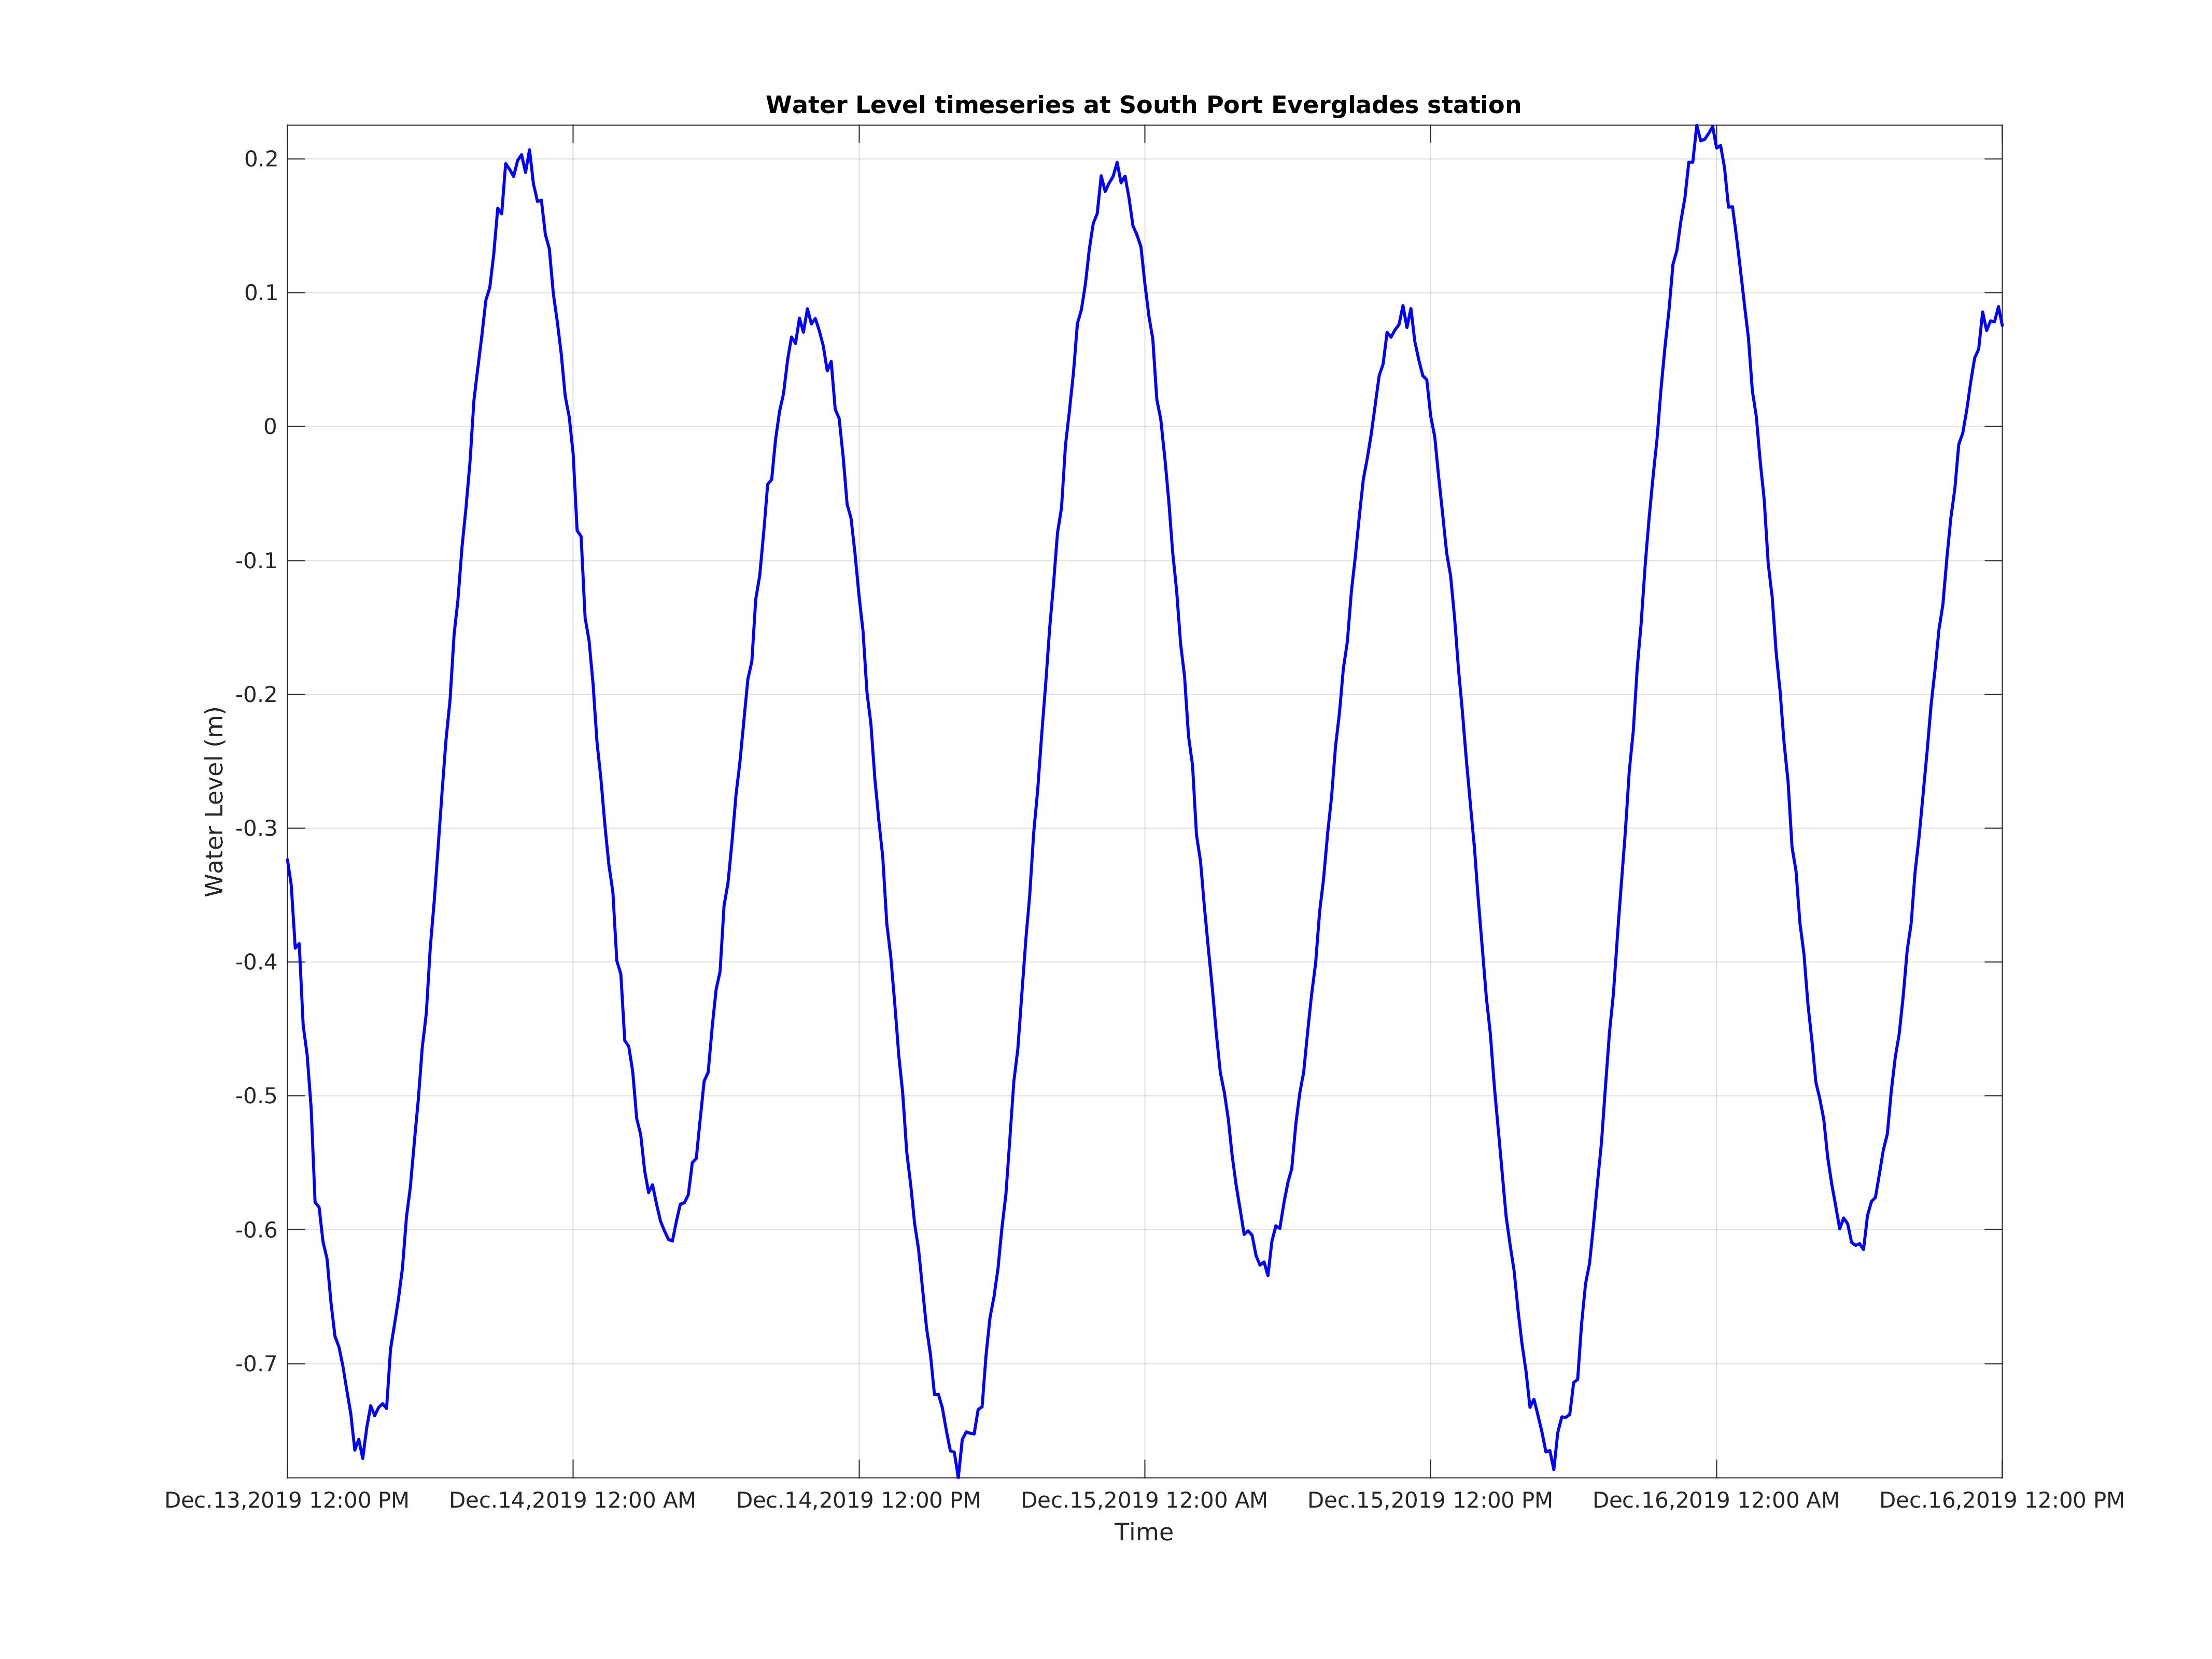 Water Level timeseries at South Port Everglades station
0.2
0.1
0
-0.1
-0.2
-0.3
-0.4
-0.5
-0.6
-0.7
Water Level (m)
Dec.13,2019 12:00 PM Dec.14,2019 12:00 AM Dec.14,2019 12:00 PM Dec.15,2019 12:00 AM Dec.15,2019 12:00 PM Dec.16,2019 12:00 AM Dec.16,2019 12:00 PM
Time